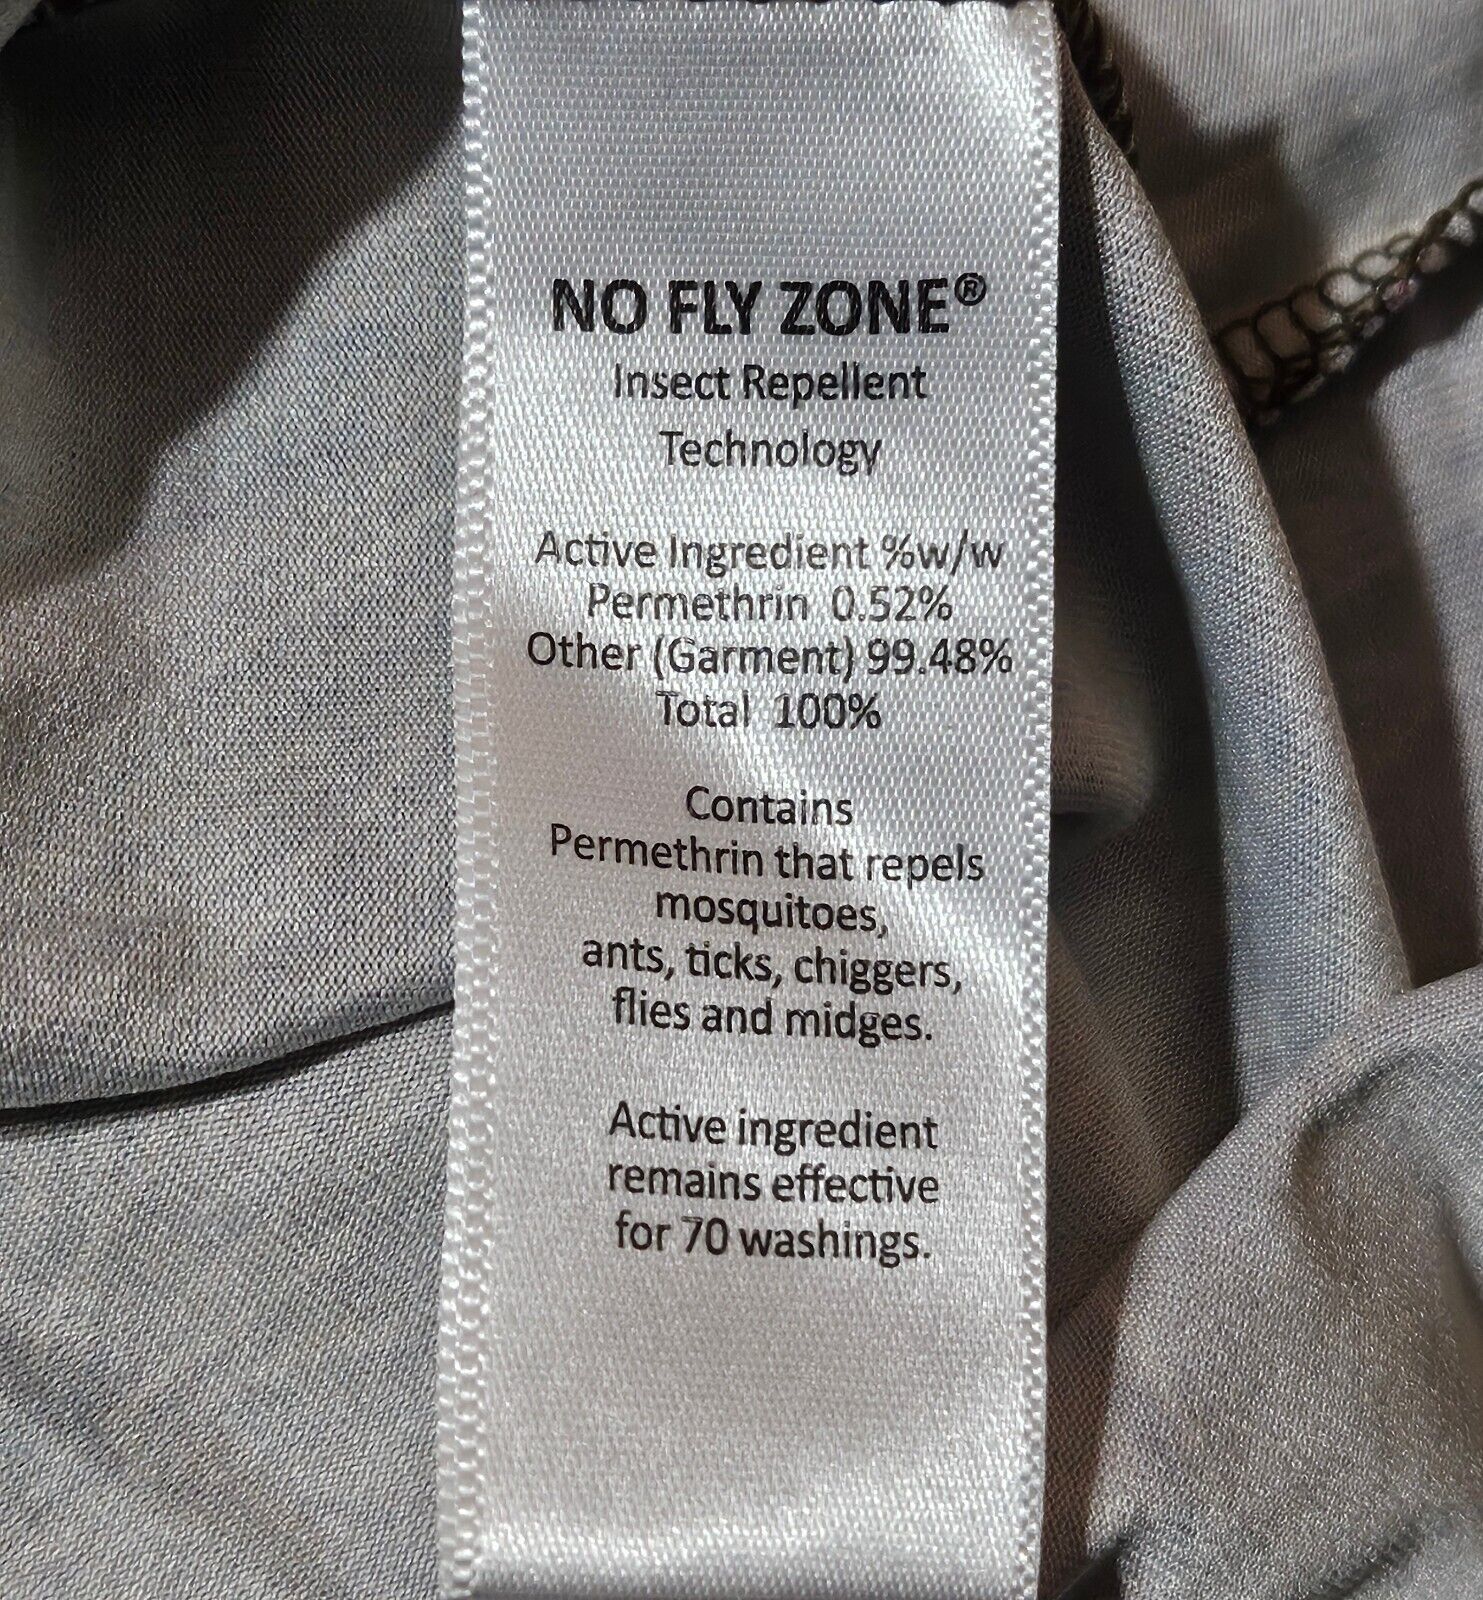 NO FLY ZONE®
Insect Repellent
Technology
Active Ingredient %w/w
Permethrin 0.52%
Other (Garment) 99.48%
Total 100%
Contains
Permethrin that repels
mosquitoes,
ants, ticks, chiggers,
flies and midges.
Active ingredient
remains effective
for 70 washings.